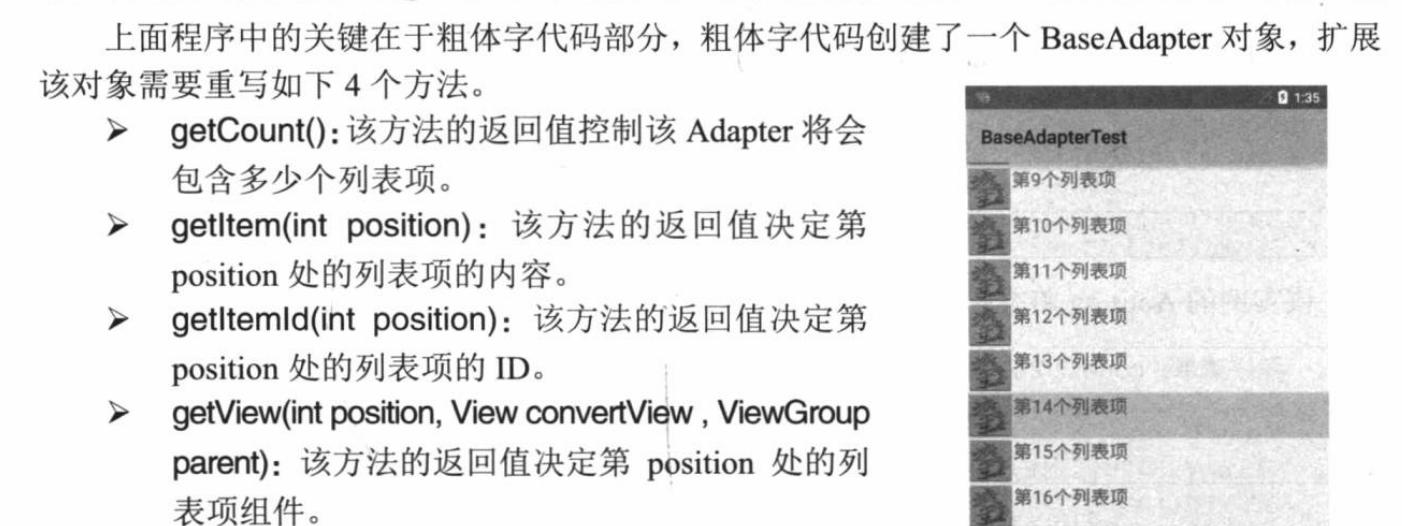 上面程序中的关键在于粗体字代码部分，粗体字代码创建了一个 BaseAdapter 对象，扩展
该对象需要重写如下 4 个方法。
➢ getCount()：该方法的返回值控制该 Adapter 将会
包含多少个列表项。
➢ getItem(int position)：该方法的返回值决定第
position 处的列表项的内容。
➢ getItemId(int position)：该方法的返回值决定第
position 处的列表项的 ID。
➢ getView(int position, View convertView , ViewGroup
parent)：该方法的返回值决定第 position 处的列
表项组件。
1:35
BaseAdapterTest
第9个列表项
第10个列表项
第11个列表项
第12个列表项
第13个列表项
第14个列表项
第15个列表项
第16个列表项